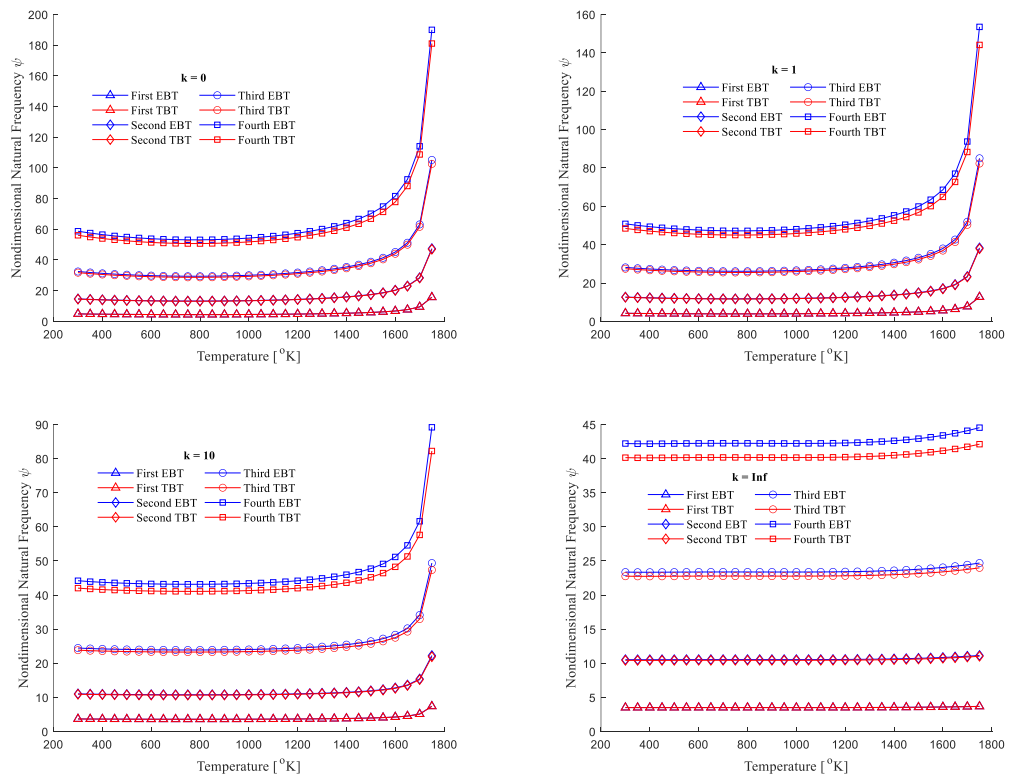 200
180
160
140
120
100
80
60
40
20
0
Nondimensional Natural Frequency ψ
k = 0
First EBT
First TBT
Second EBT
Second TBT
Third EBT
Third TBT
Fourth EBT
Fourth TBT
200 400 600 800 1000 1200 1400 1600 1800
Temperature [ °K]
160
140
120
100
80
60
40
20
0
Nondimensional Natural Frequency ψ
k = 1
First EBT
First TBT
Second EBT
Second TBT
Third EBT
Third TBT
Fourth EBT
Fourth TBT
200 400 600 800 1000 1200 1400 1600 1800
Temperature [ °K]
90
80
70
60
50
40
30
20
10
0
Nondimensional Natural Frequency ψ
k = 10
First EBT
First TBT
Second EBT
Second TBT
Third EBT
Third TBT
Fourth EBT
Fourth TBT
200 400 600 800 1000 1200 1400 1600 1800
Temperature [ °K]
45
40
35
30
25
20
15
10
5
0
Nondimensional Natural Frequency ψ
k = Inf
First EBT
First TBT
Second EBT
Second TBT
Third EBT
Third TBT
Fourth EBT
Fourth TBT
200 400 600 800 1000 1200 1400 1600 1800
Temperature [ °K]